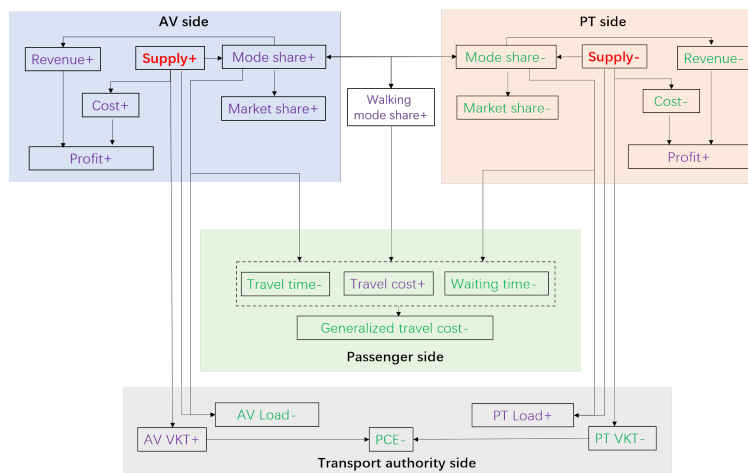 AV side
PT side
Revenue+
Supply+
Mode share+
Mode share-
Supply-
Revenue-
Cost+
Market share+
Walking
mode share+
Market share-
Cost-
Profit+
Profit+
Travel time-
Travel cost+
Waiting time-
Generalized travel cost-
Passenger side
AV Load-
PT Load+
AV VKT+
PCE-
PT VKT-
Transport authority side